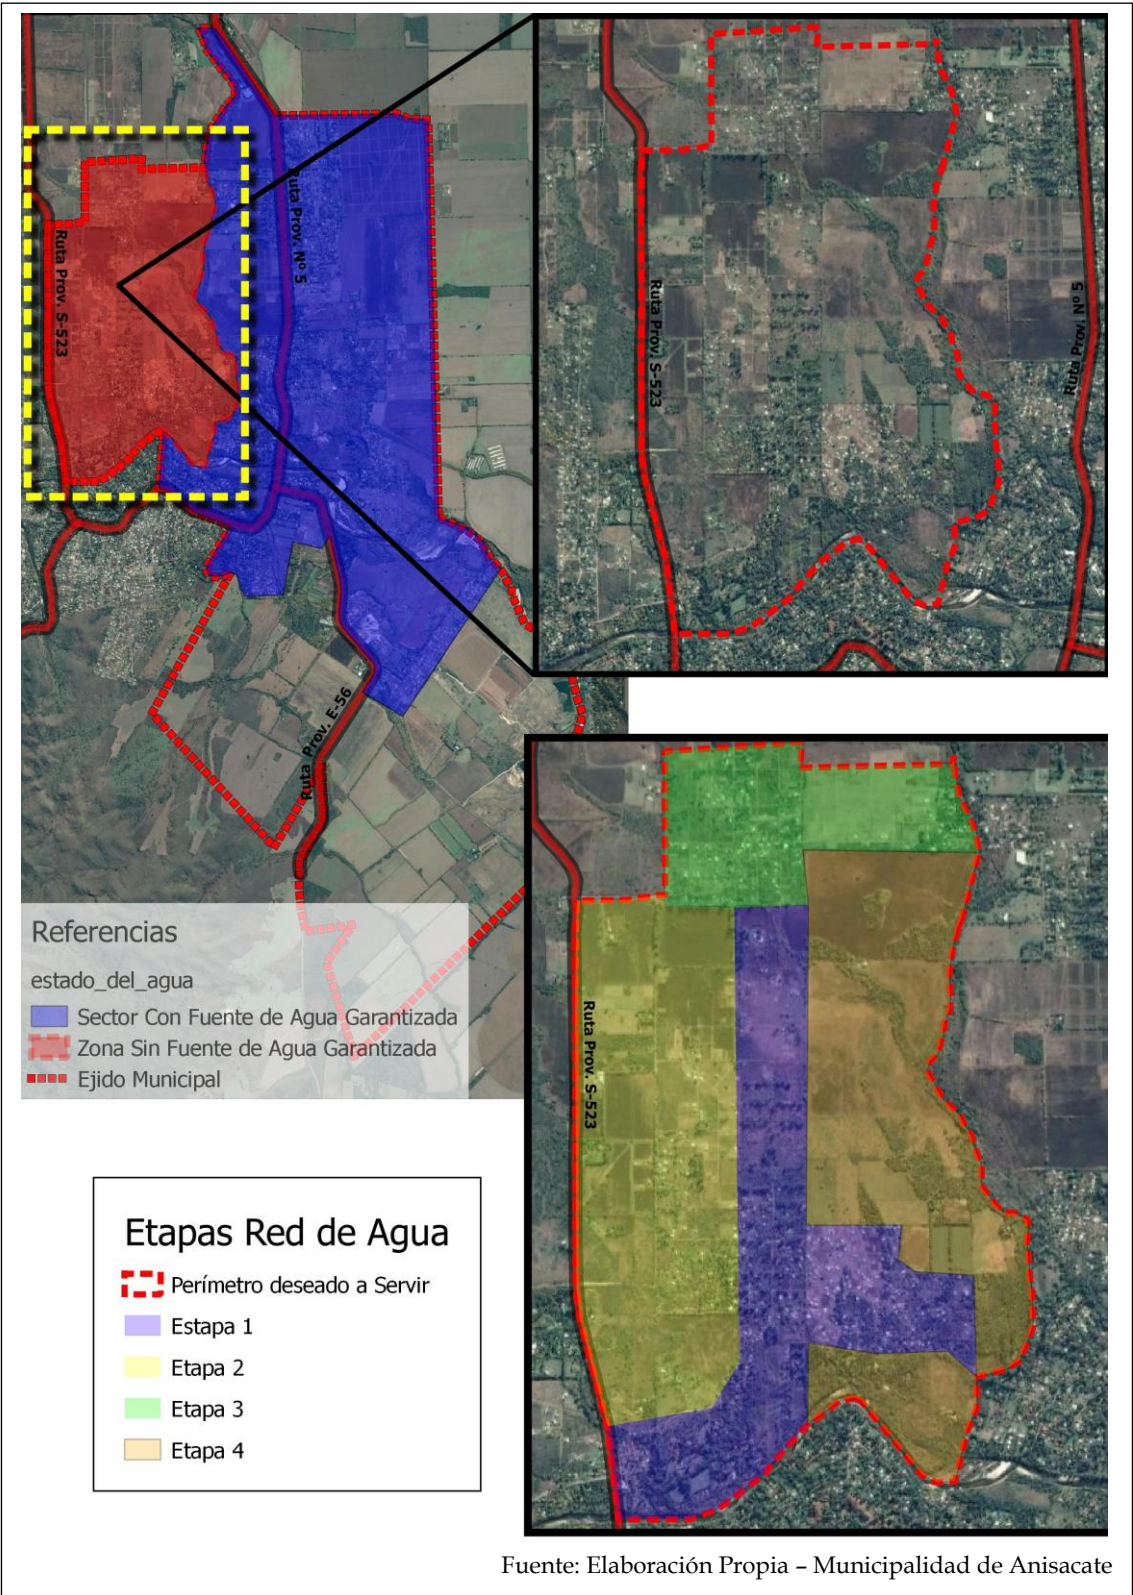 Ruta Prov. Nº 5
Ruta Prov. S-523
Ruta Prov. E-56
Ruta Prov. S-523
Ruta Prov. Nº 5
Referencias
estado_del_agua
Sector Con Fuente de Agua Garantizada
Zona Sin Fuente de Agua Garantizada
Ejido Municipal
Ruta Prov. S-523
Etapas Red de Agua
Perímetro deseado a Servir
Estapa 1
Etapa 2
Etapa 3
Etapa 4
Fuente: Elaboración Propia – Municipalidad de Anisacate